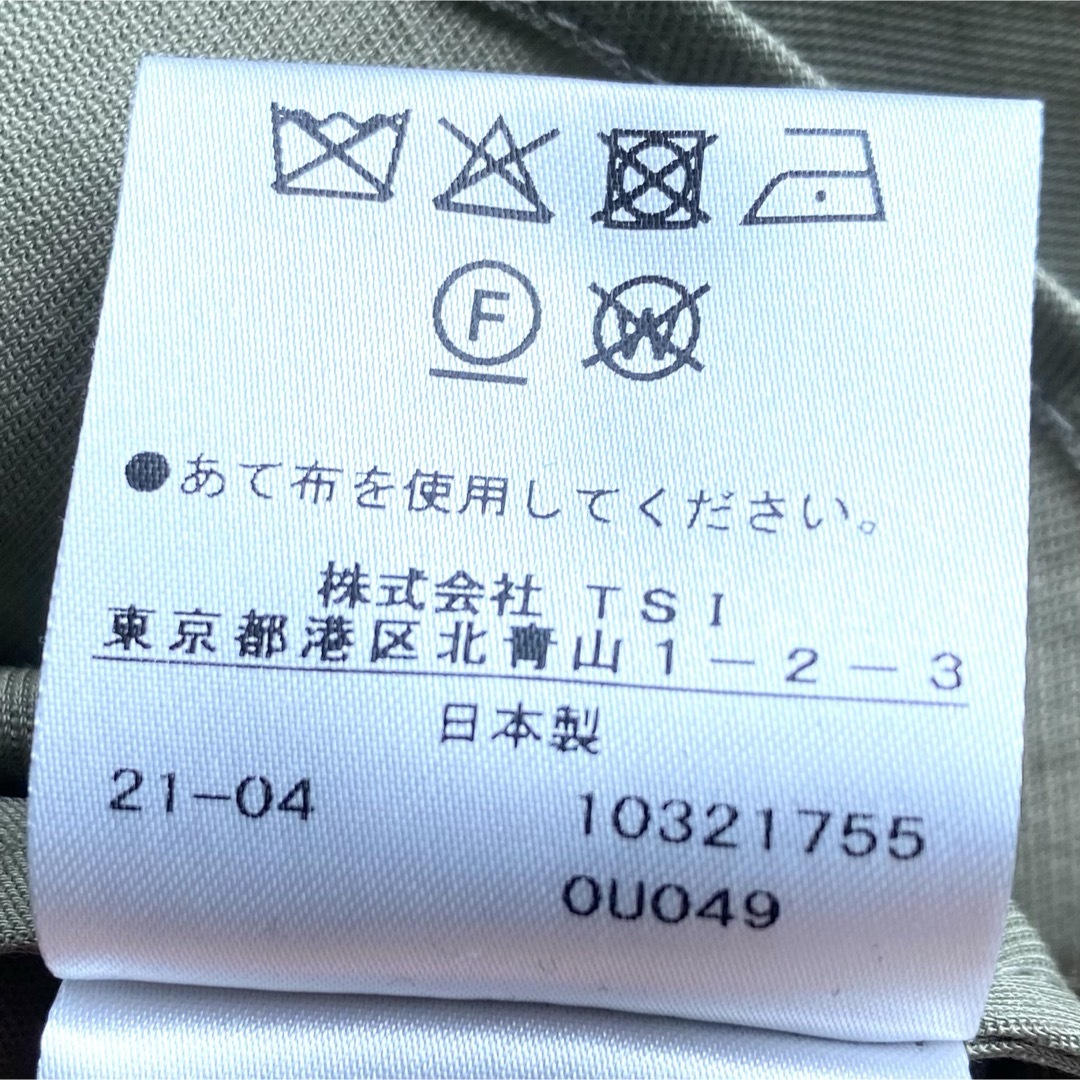 F W
●あて布を使用してください。
株式会社 TSI
東京都港区北青山1-2-3
日本製
21-04 10321755
0U049